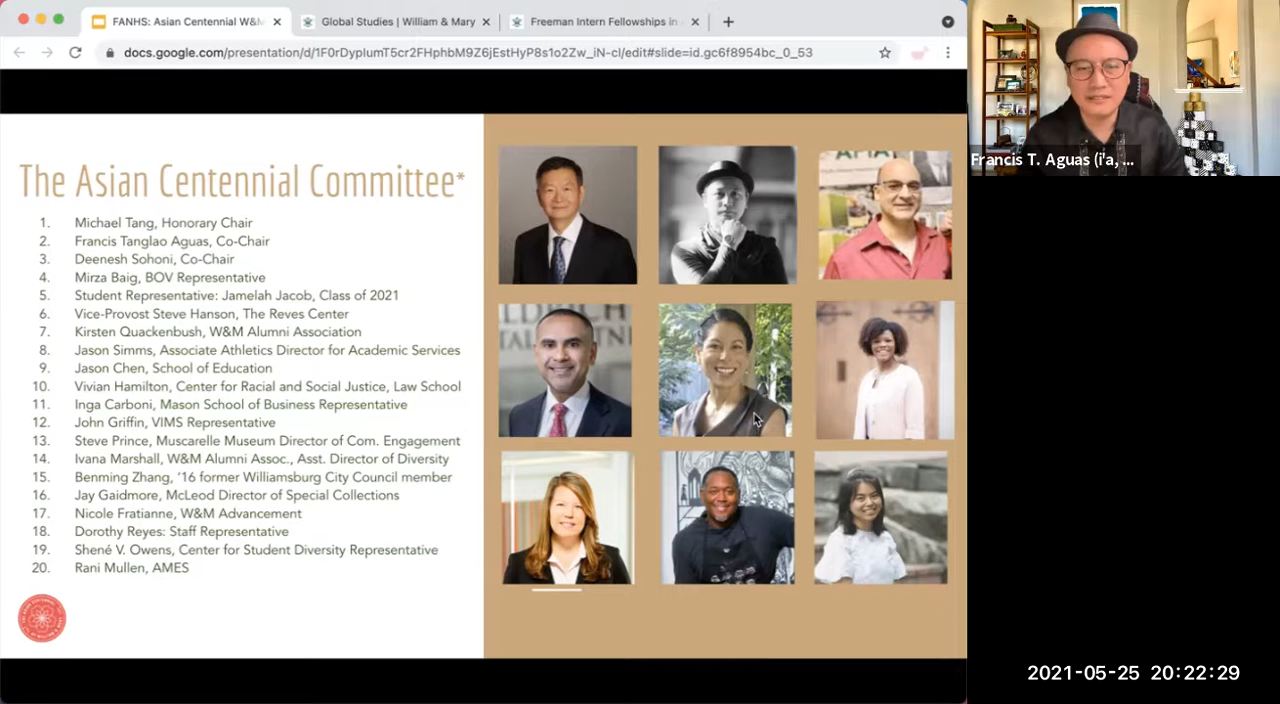 FANHS: Asian Centennial W&M
Global Studies | William & Mary
Freeman Intern Fellowships in
docs.google.com/presentation/d/1F0rDyplumT5cr2FHphbM9Z6jEstHyP8s1o2Zw_iN-cI/edit#slide=id.gc6f8954bc_0_53
Francis T. Aguas (i'a, ...
The Asian Centennial Committee*
1. Michael Tang, Honorary Chair
2. Francis Tanglao Aguas, Co-Chair
3. Deenesh Sohoni, Co-Chair
4. Mirza Baig, BOV Representative
5. Student Representative: Jamelah Jacob, Class of 2021
6. Vice-Provost Steve Hanson, The Reves Center
7. Kirsten Quackenbush, W&M Alumni Association
8. Jason Simms, Associate Athletics Director for Academic Services
9. Jason Chen, School of Education
10. Vivian Hamilton, Center for Racial and Social Justice, Law School
11. Inga Carboni, Mason School of Business Representative
12. John Griffin, VIMS Representative
13. Steve Prince, Muscarelle Museum Director of Com. Engagement
14. Ivana Marshall, W&M Alumni Assoc., Asst. Director of Diversity
15. Benming Zhang, '16 former Williamsburg City Council member
16. Jay Gaidmore, McLeod Director of Special Collections
17. Nicole Fratianne, W&M Advancement
18. Dorothy Reyes: Staff Representative
19. Shené V. Owens, Center for Student Diversity Representative
20. Rani Mullen, AMES
2021-05-25 20:22:29